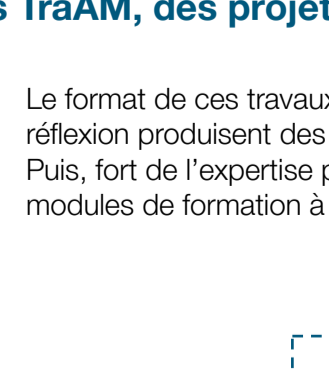 s TraAM, des projet
Le format de ces travaux
réflexion produisent des
Puis, fort de l'expertise p
modules de formation à